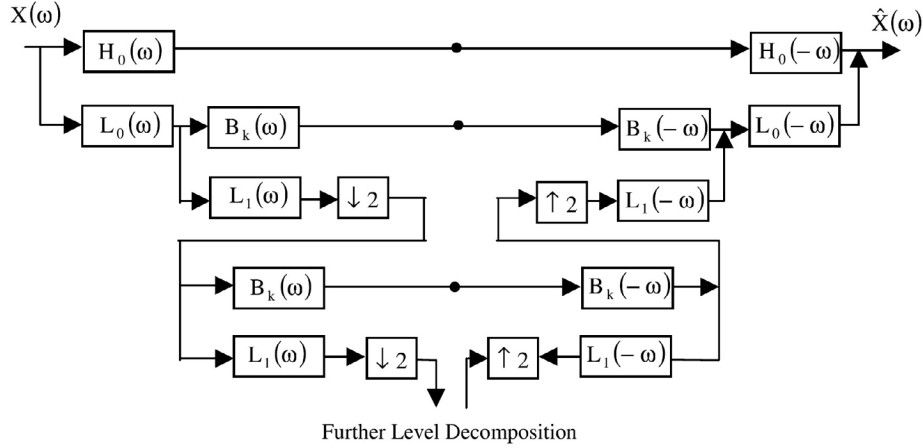 X(ω) X̂(ω)
H₀(ω) H₀(− ω)
L₀(ω) Bₖ(ω) Bₖ(− ω) L₀(− ω)
L₁(ω) ↓ 2 ↑ 2 L₁(− ω)
Bₖ(ω) Bₖ(− ω)
L₁(ω) ↓ 2 ↑ 2 L₁(− ω)
Further Level Decomposition